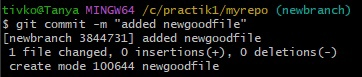 tivko@Tanya MINGW64 /c/practik1/myrepo (newbranch)
$ git commit -m "added newgoodfile"
[newbranch 3844731] added newgoodfile
 1 file changed, 0 insertions(+), 0 deletions(-)
 create mode 100644 newgoodfile